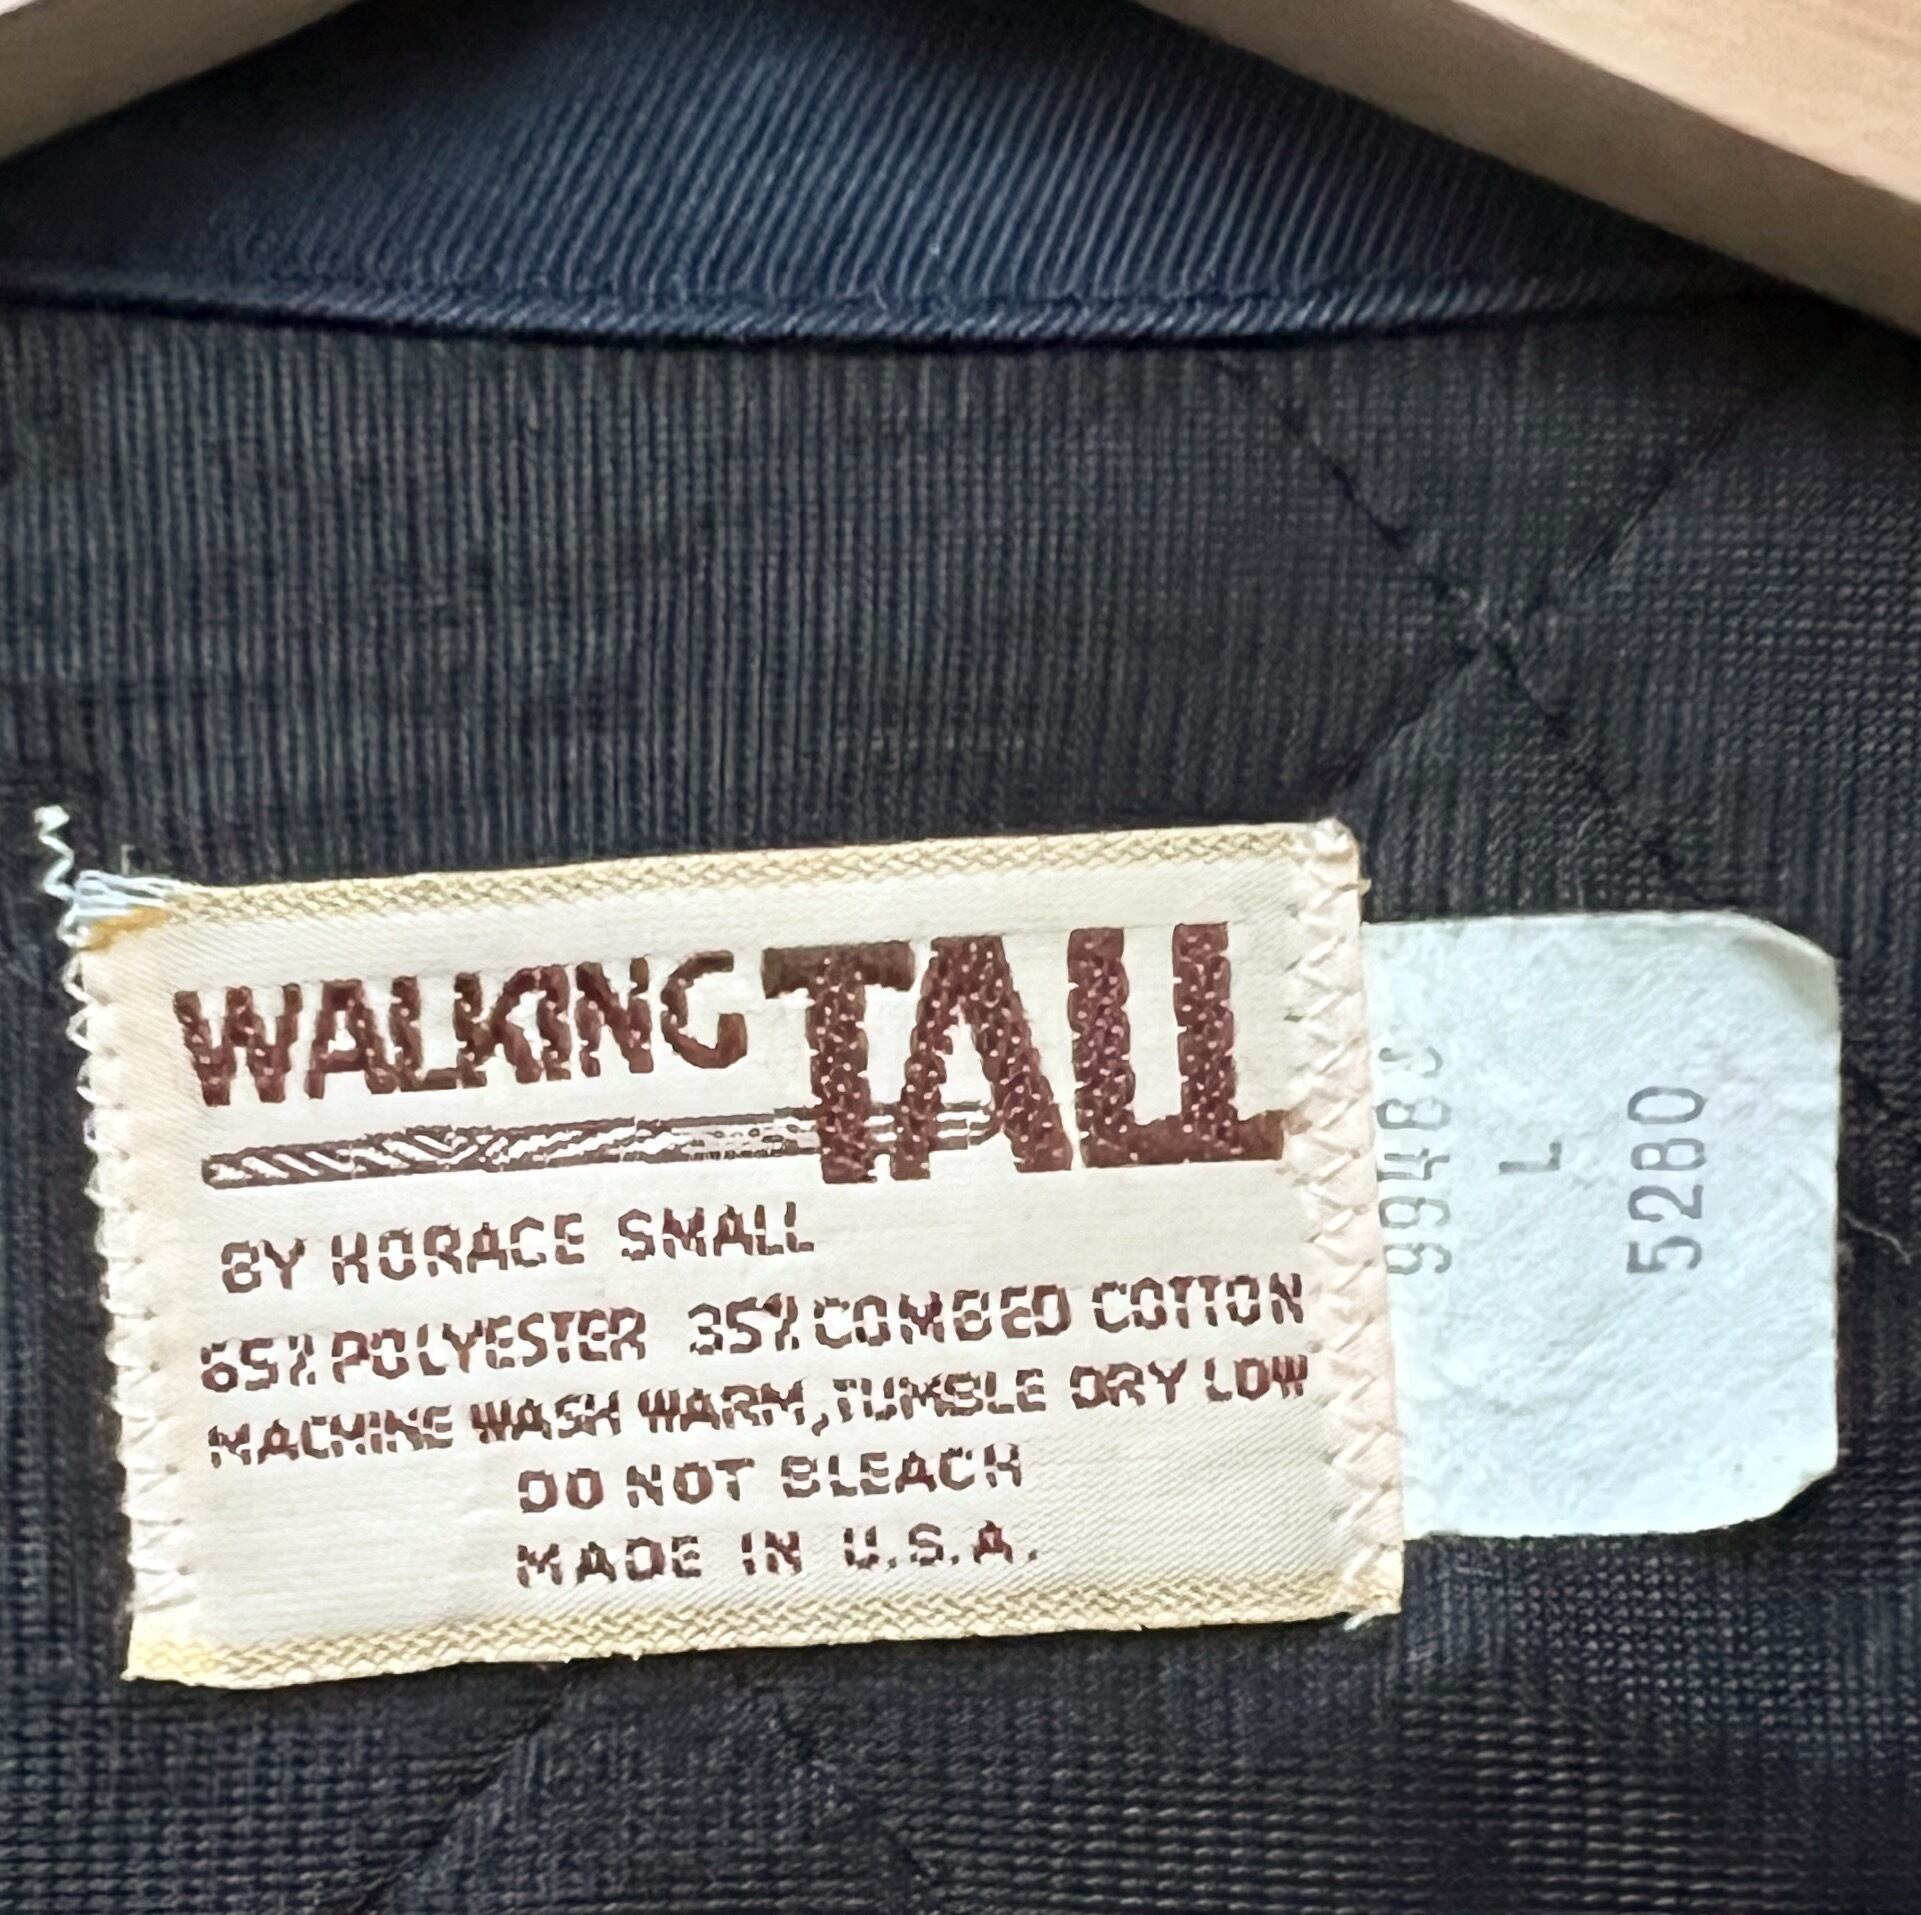 WALKING TALL
BY HORACE SMALL
65% POLYESTER 35% COMBED COTTON
MACHINE WASH WARM, TUMBLE DRY LOW
DO NOT BLEACH
MADE IN U.S.A.
L
5280